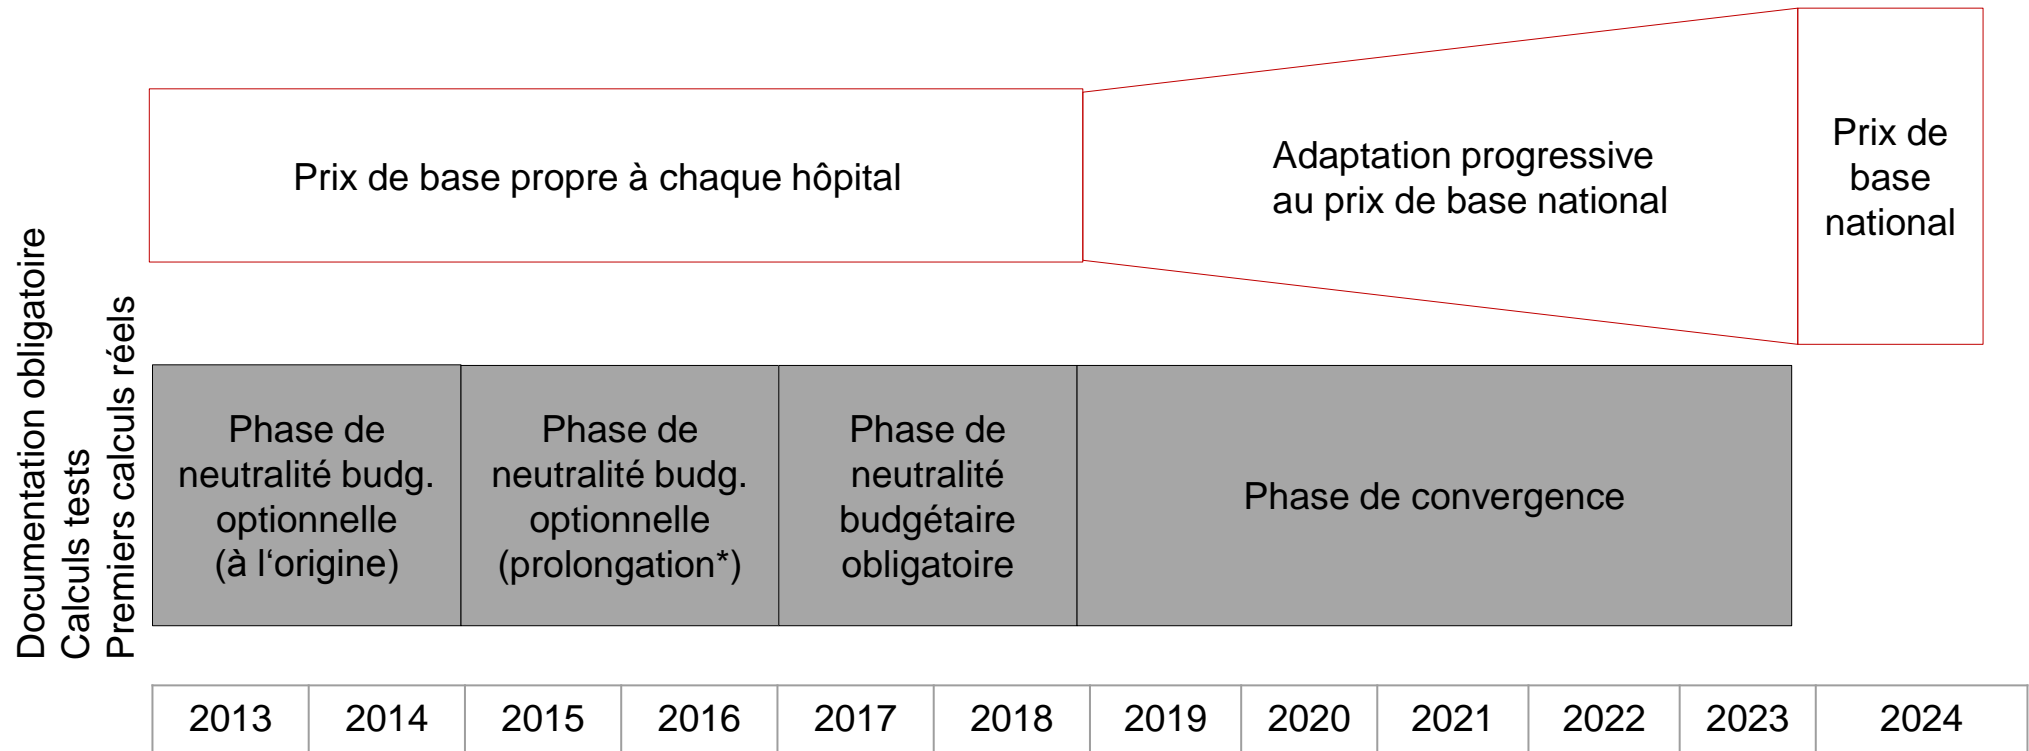 Documentation obligatoire
Calculs tests
Premiers calculs réels
Prix de base propre à chaque hôpital
Adaptation progressive
au prix de base national
Prix de
base
national
Phase de
neutralité budg.
optionnelle
(à l‘origine)
Phase de
neutralité budg.
optionnelle
(prolongation*)
Phase de
neutralité
budgétaire
obligatoire
Phase de convergence
2013 2014 2015 2016 2017 2018 2019 2020 2021 2022 2023 2024